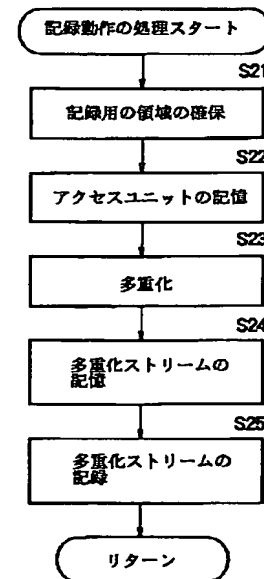 記録動作の処理スタート
S21
記録用の領域の確保
S22
アクセスユニットの記憶
S23
多重化
S24
多重化ストリームの
記憶
S25
多重化ストリームの
記録
リターン